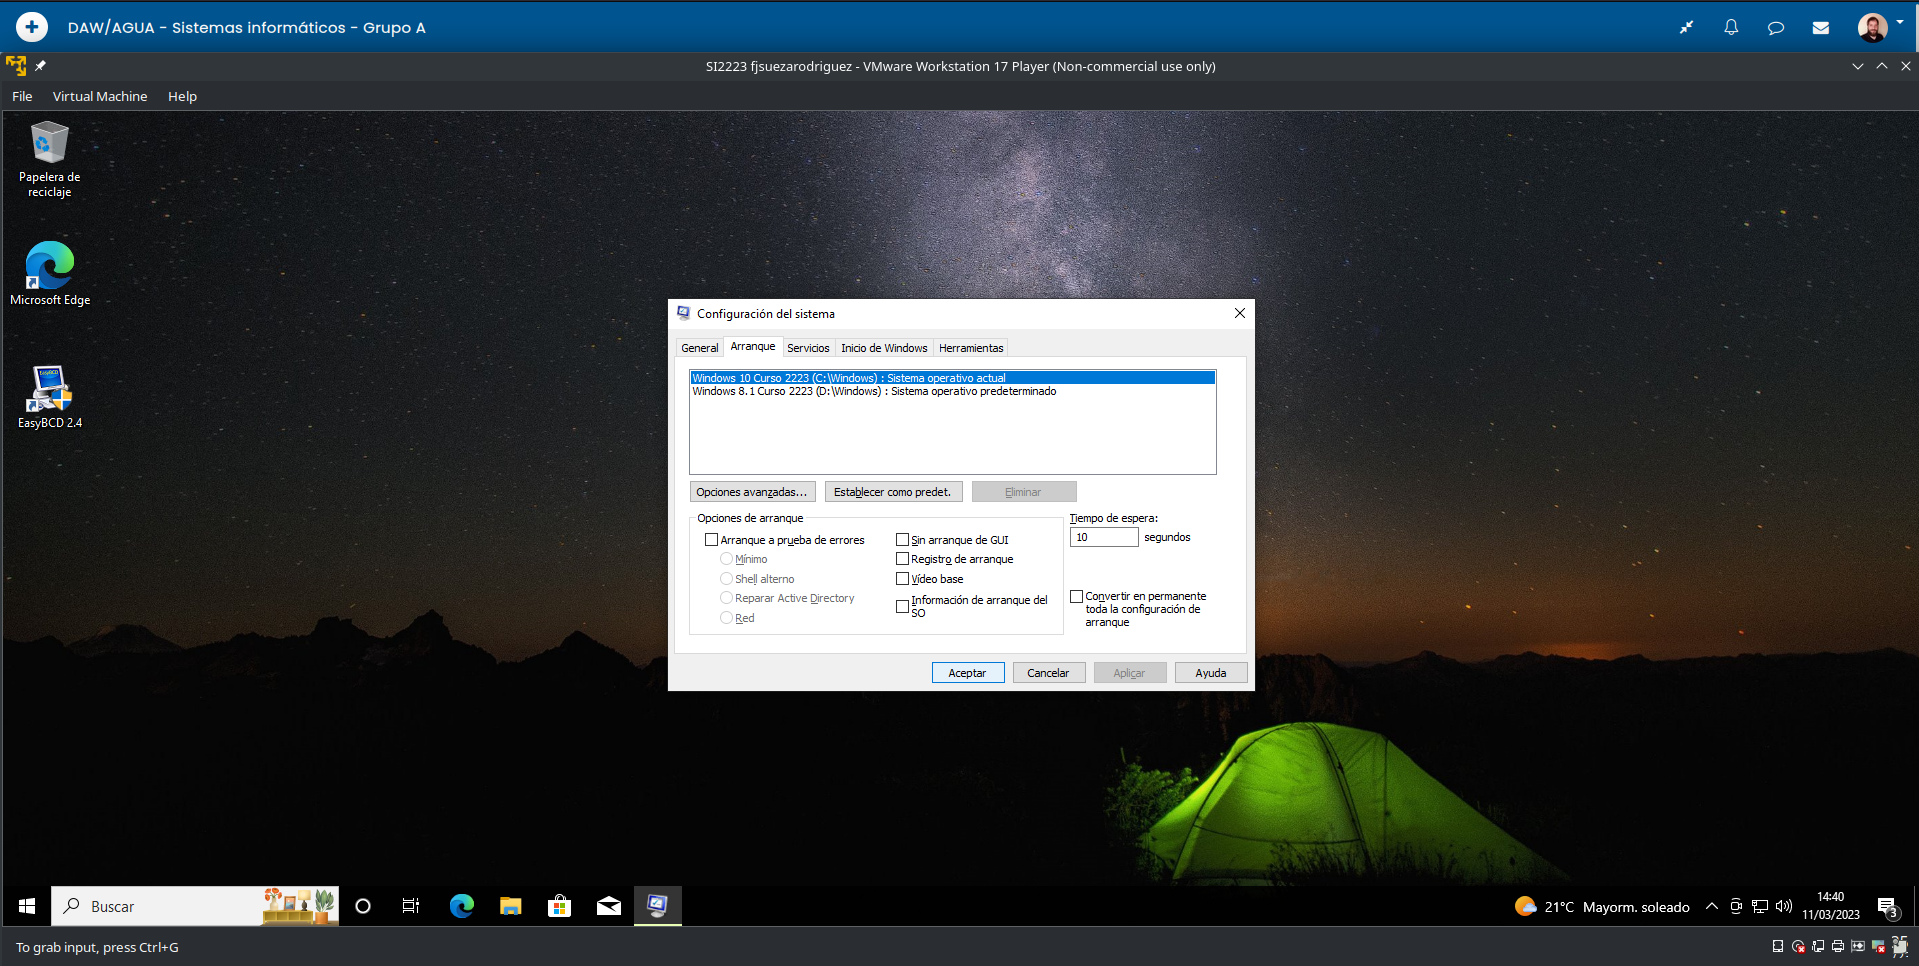 DAW/AGUA - Sistemas informáticos - Grupo A
SI2223 fjsuezarodriguez - VMware Workstation 17 Player (Non-commercial use only)
File Virtual Machine Help
Papelera de
reciclaje
Microsoft Edge
EasyBCD
EasyBCD 2.4
Configuración del sistema
General Arranque Servicios Inicio de Windows Herramientas
Windows 10 Curso 2223 (C:\Windows) : Sistema operativo actual
Windows 8.1 Curso 2223 (D:\Windows) : Sistema operativo predeterminado
Opciones avanzadas... Establecer como predet. Eliminar
Opciones de arranque
Arranque a prueba de errores
Mínimo
Shell alterno
Reparar Active Directory
Red
Sin arranque de GUI
Registro de arranque
Vídeo base
Información de arranque del
SO
Tiempo de espera:
10 segundos
Convertir en permanente
toda la configuración de
arranque
Aceptar Cancelar Aplicar Ayuda
Buscar
21°C Mayorm. soleado
14:40
11/03/2023
3
To grab input, press Ctrl+G